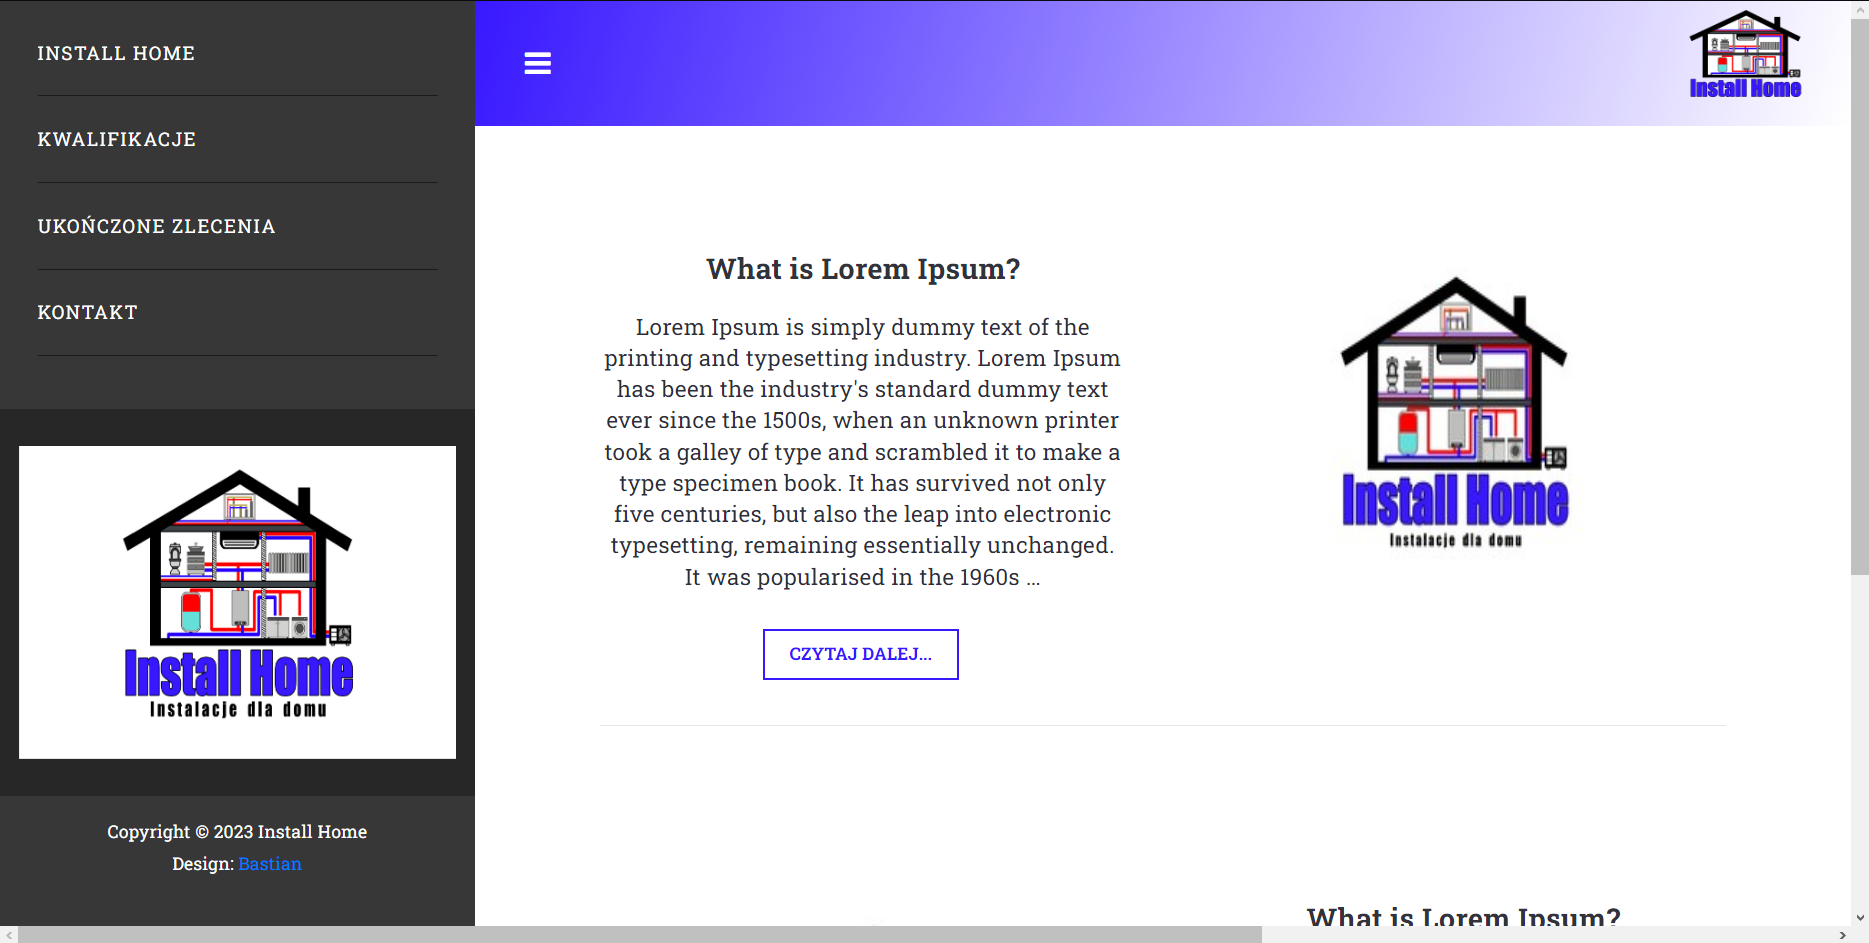 INSTALL HOME
KWALIFIKACJE
UKOŃCZONE ZLECENIA
KONTAKT
Install Home
Instalacje dla domu
Copyright © 2023 Install Home
Design: Bastian
Install Home
What is Lorem Ipsum?
Lorem Ipsum is simply dummy text of the
printing and typesetting industry. Lorem Ipsum
has been the industry's standard dummy text
ever since the 1500s, when an unknown printer
took a galley of type and scrambled it to make a
type specimen book. It has survived not only
five centuries, but also the leap into electronic
typesetting, remaining essentially unchanged.
It was popularised in the 1960s ...
CZYTAJ DALEJ...
Install Home
Instalacje dla domu
What is Lorem Ipsum?